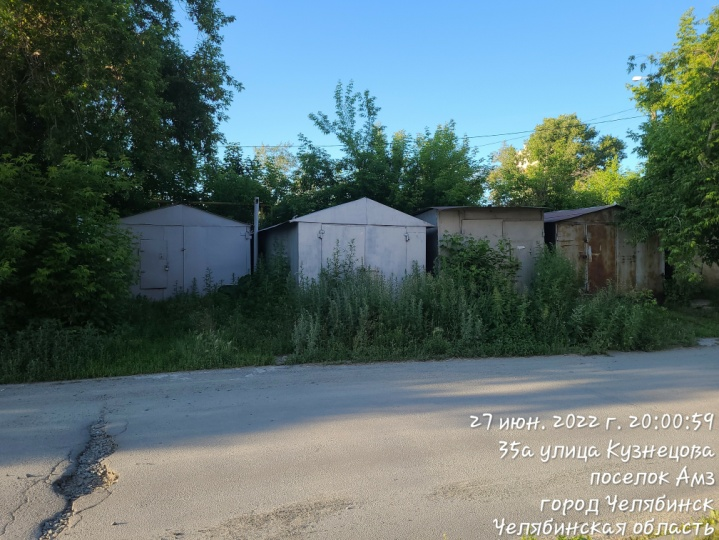 27 июн. 2022 г. 20:00:59
35а улица Кузнецова
поселок Амз
город Челябинск
Челябинская область